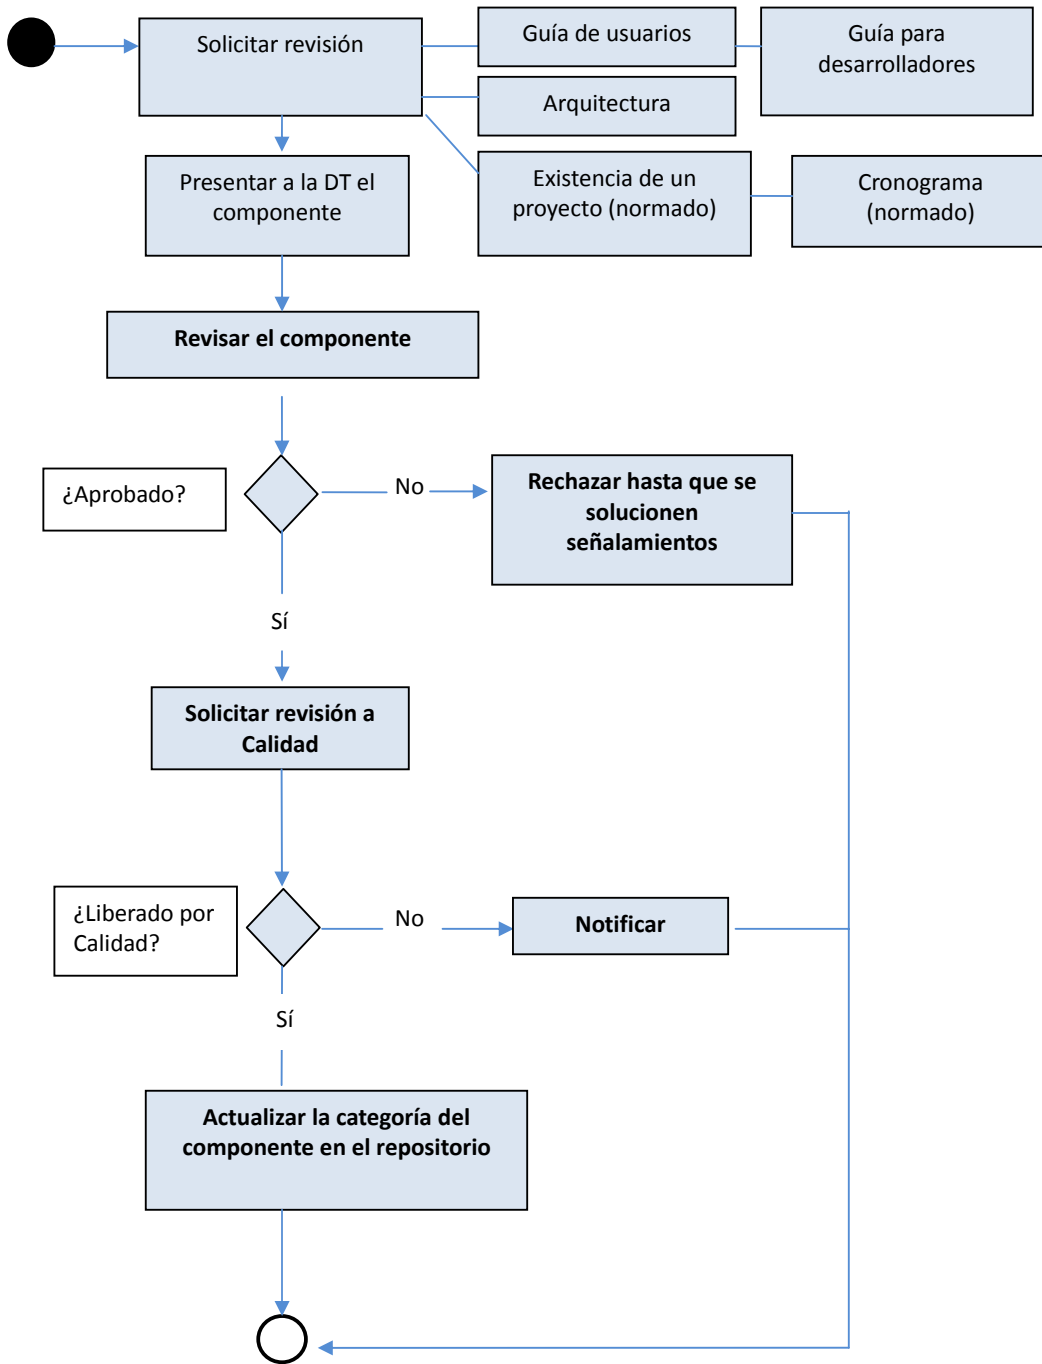 Solicitar revisión
Guía de usuarios
Guía para
desarrolladores
Arquitectura
Presentar a la DT el
componente
Existencia de un
proyecto (normado)
Cronograma
(normado)
Revisar el componente
¿Aprobado?
No
Rechazar hasta que se
solucionen
señalamientos
Sí
Solicitar revisión a
Calidad
¿Liberado por
Calidad?
No
Notificar
Sí
Actualizar la categoría del
componente en el repositorio